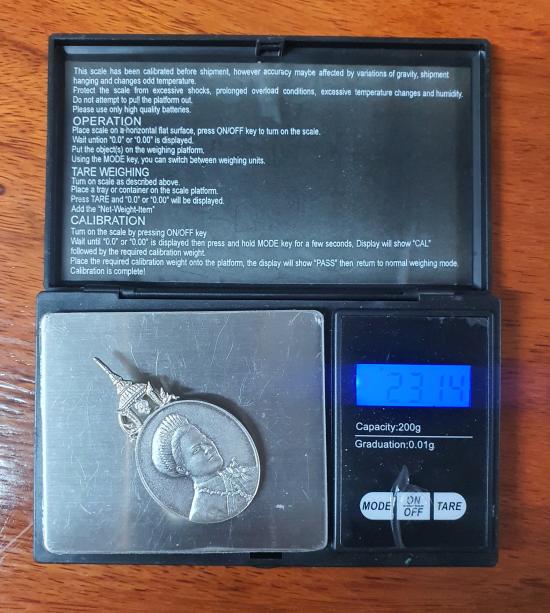 This scale has been calibrated before shipment, however accuracy maybe affected by variations of gravity, shipment
hanging and changes odd temperature.
Protect the scale from excessive shocks, prolonged overload conditions, excessive temperature changes and humidity.
Do not attempt to pull the platform out.
Please use only high quality batteries.
OPERATION
Place scale on a horizontal flat surface, press ON/OFF key to turn on the scale.
Wait untion "0.0" or "0.00" is displayed.
Put the object(s) on the weighing platform.
Using the MODE key, you can switch between weighing units.
TARE WEIGHING
Turn on scale as described above.
Place a tray or container on the scale platform.
Press TARE and "0.0" or "0.00" will be displayed.
Add the "Net-Weight-Item"
CALIBRATION
Turn on the scale by pressing ON/OFF key
Wait until "0.0" or "0.00" is displayed then press and hold MODE key for a few seconds, Display will show "CAL"
followed by the required calibration weight.
Place the required calibration weight onto the platform, the display will show "PASS" then return to normal weighing mode.
Calibration is complete!
23.14
Capacity:200g
Graduation:0.01g
MODE ON/OFF TARE